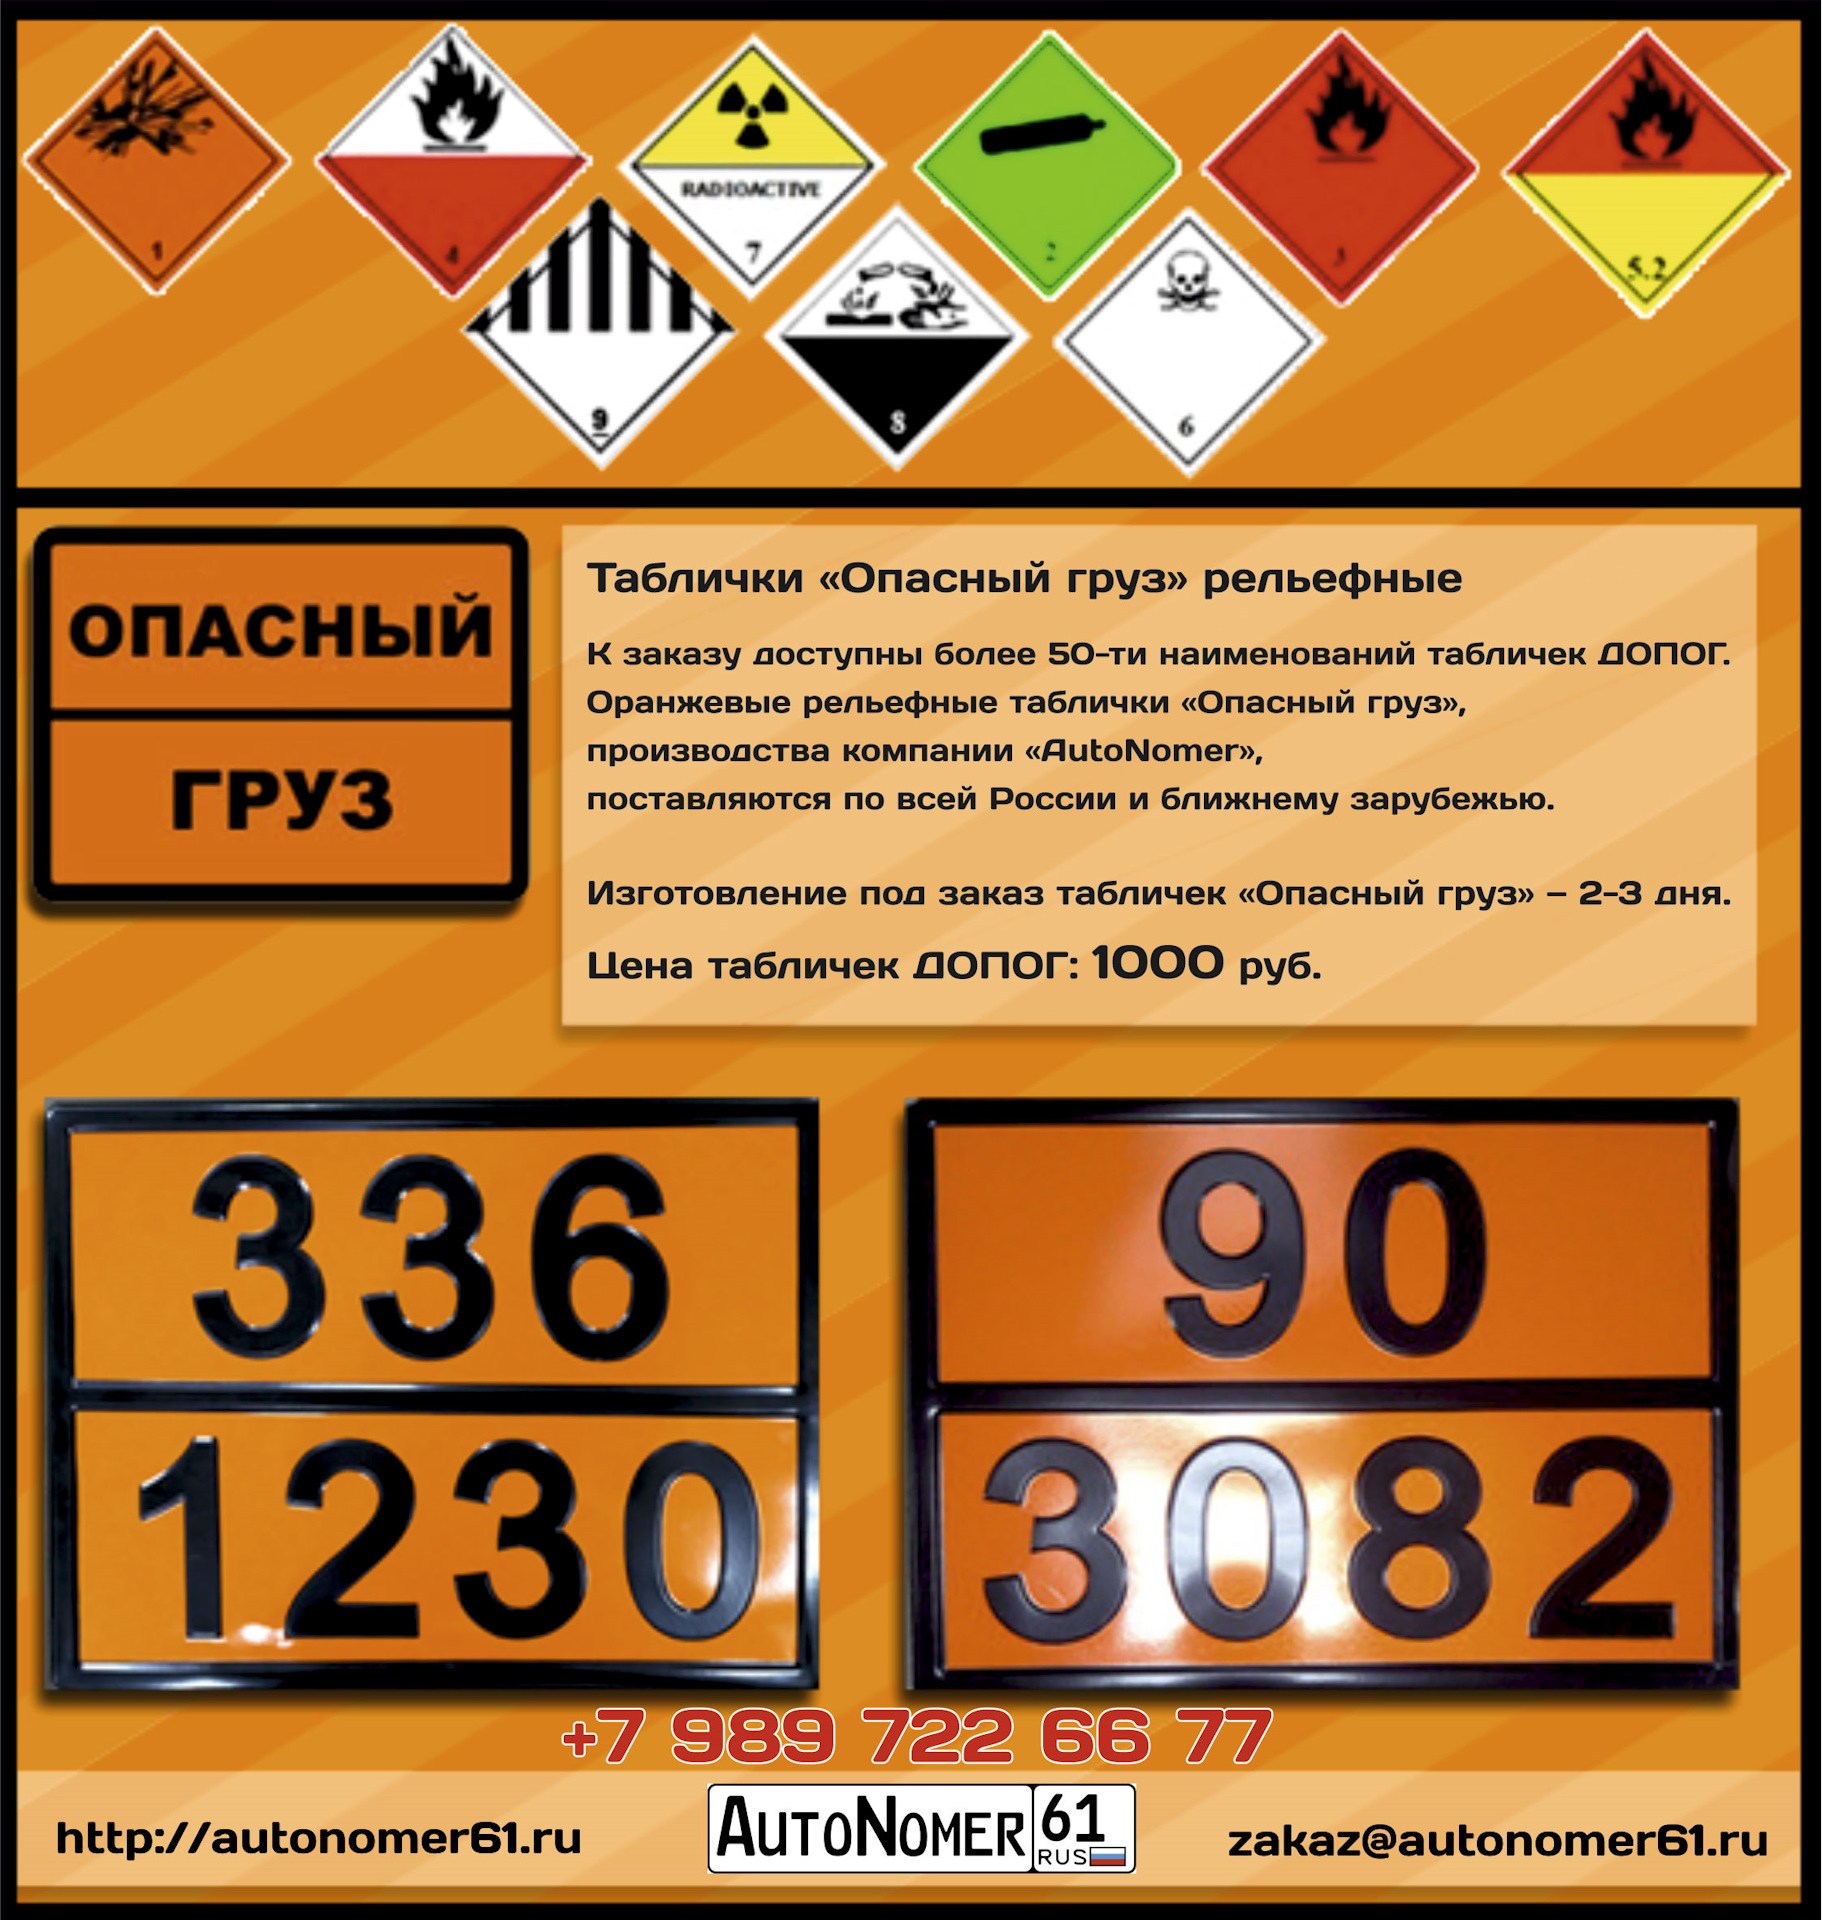 1
4
RADIOACTIVE
7
2
3
5.2
9
8
6
ОПАСНЫЙ
ГРУЗ
Таблички «Опасный груз» рельефные
К заказу доступны более 50-ти наименований табличек ДОПОГ.
Оранжевые рельефные таблички «Опасный груз»,
производства компании «AutoNomer»,
поставляются по всей России и ближнему зарубежью.
Изготовление под заказ табличек «Опасный груз» – 2-3 дня.
Цена табличек ДОПОГ: 1000 руб.
336
1230
90
3082
+7 989 722 66 77
http://autonomer61.ru
AUTONOMER 61
RUS
zakaz@autonomer61.ru